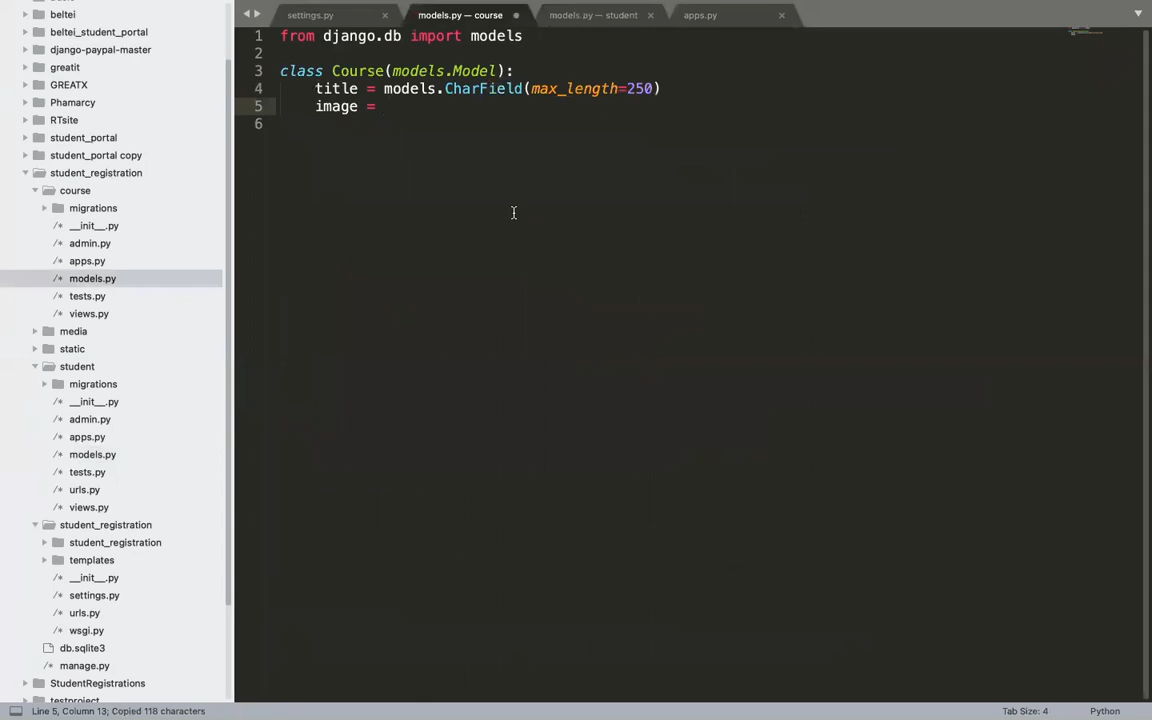 settings.py
models.py — course
models.py — student
apps.py
beltei
beltei_student_portal
django-paypal-master
greatit
GREATX
Phamarcy
RTsite
student_portal
student_portal copy
student_registration
course
migrations
/* __init__.py
/* admin.py
/* apps.py
/* models.py
/* tests.py
/* views.py
media
static
student
migrations
/* __init__.py
/* admin.py
/* apps.py
/* models.py
/* tests.py
/* urls.py
/* views.py
student_registration
student_registration
templates
/* __init__.py
/* settings.py
/* urls.py
/* wsgi.py
db.sqlite3
/* manage.py
StudentRegistrations
testproject
1 from django.db import models
2
3 class Course(models.Model):
4 title = models.CharField(max_length=250)
5 image =
6
Line 5, Column 13; Copied 118 characters
Tab Size: 4
Python